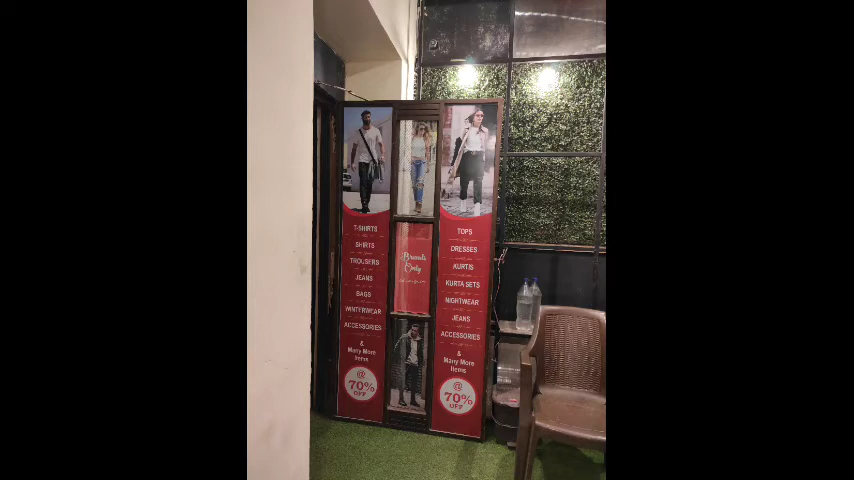 T-SHIRTS
SHIRTS
TROUSERS
JEANS
BAGS
WINTERWEAR
ACCESSORIES
&
Many More
Items
@
70%
OFF
Brands
Only
TOPS
DRESSES
KURTIS
KURTA SETS
NIGHTWEAR
JEANS
ACCESSORIES
&
Many More
Items
@
70%
OFF